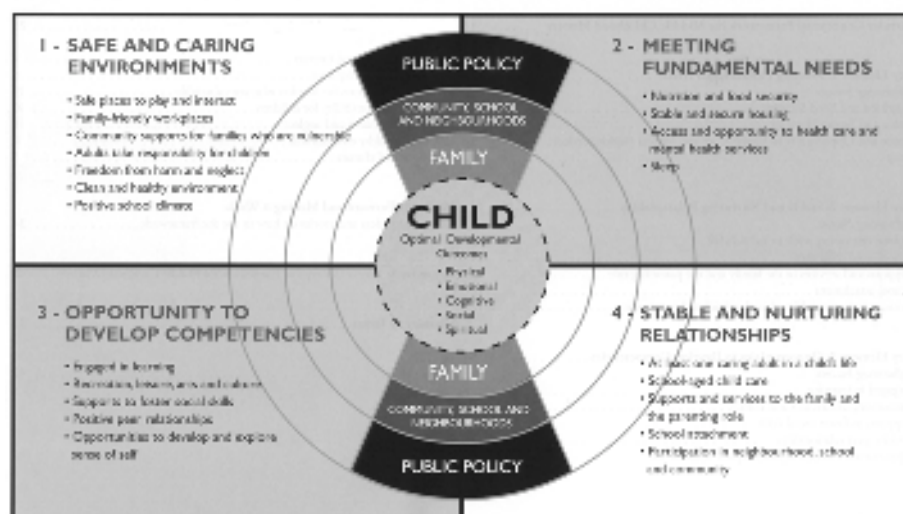 1 - SAFE AND CARING
ENVIRONMENTS
• Safe places to play and interact
• Family-friendly workplaces
• Community supports for families who are vulnerable
• Adults take responsibility for children
• Freedom from harm and neglect
• Clean and healthy environment
• Positive school climate
2 - MEETING
FUNDAMENTAL NEEDS
• Nutrition and food security
• Stable and secure housing
• Access and opportunity to health care and
mental health services
• Sleep
PUBLIC POLICY
COMMUNITY, SCHOOL
AND NEIGHBOURHOODS
FAMILY
CHILD
Optimal Developmental
Outcomes
• Physical
• Emotional
• Cognitive
• Social
• Spiritual
FAMILY
COMMUNITY, SCHOOL AND
NEIGHBOURHOODS
PUBLIC POLICY
3 - OPPORTUNITY TO
DEVELOP COMPETENCIES
• Engaged in learning
• Recreation, leisure, arts and culture
• Supports to foster social skills
• Positive peer relationships
• Opportunities to develop and explore
sense of self
4 - STABLE AND NURTURING
RELATIONSHIPS
• At least one caring adult in a child's life
• School-aged child care
• Supports and services to the family and
the parenting role
• School attachment
• Participation in neighbourhood, school
and community